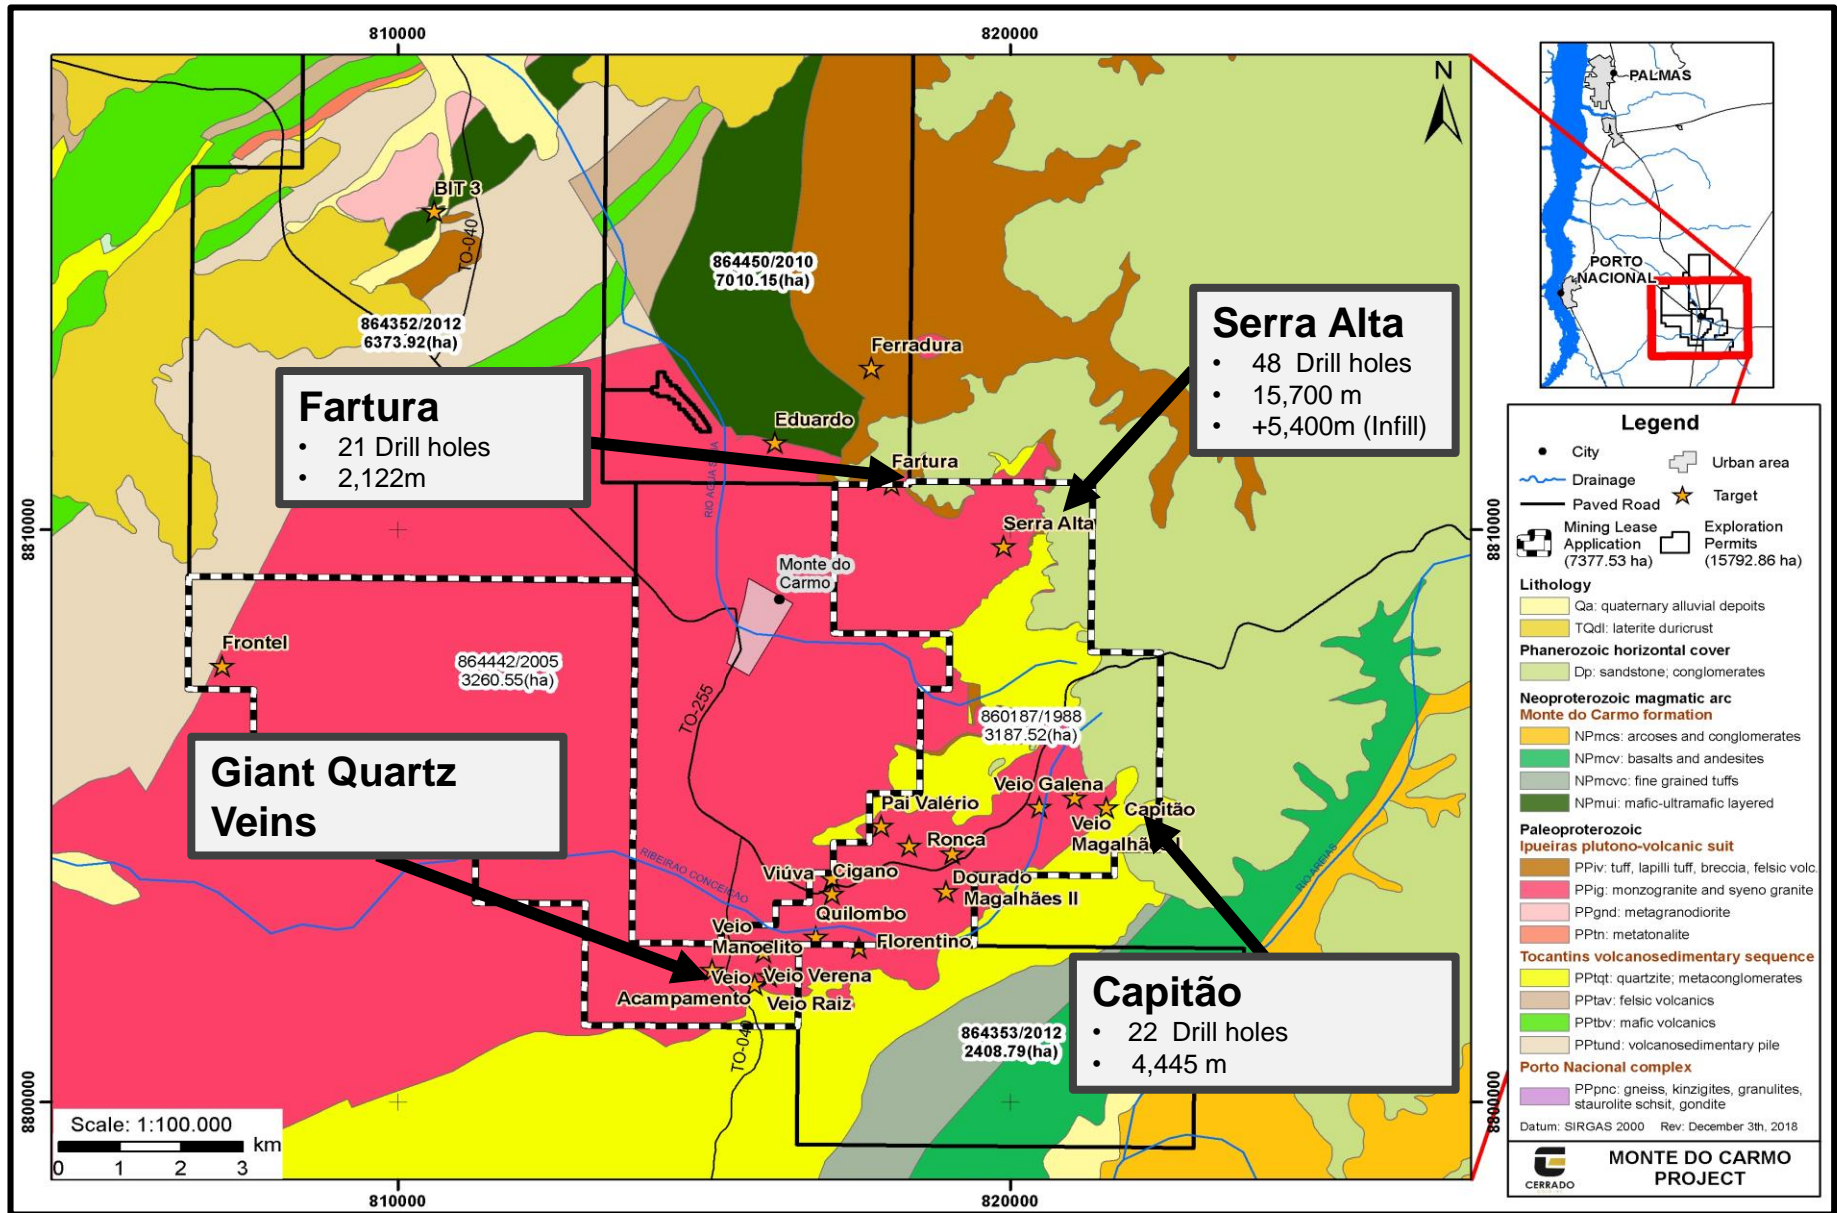 810000
820000
N
BIT 3
TO-040
864450/2010
7010.15(ha)
864352/2012
6373.92(ha)
Ferradura
Eduardo
Fartura
• 21 Drill holes
• 2,122m
Serra Alta
• 48 Drill holes
• 15,700 m
• +5,400m (Infill)
Fartura
Serra Alta
8810000
8810000
Monte do
Carmo
Frontel
864442/2005
3260.55(ha)
TO-255
860187/1988
3187.52(ha)
Giant Quartz
Veins
Pai Valério
Veio Galena
Capitão
Veio
Ronca
Viúva
Cigano
Dourado
Magalhães II
Quilombo
RIBEIRAO CONCEIÇAO
RIO AREIAS
Veio
Manoelito
Florentino
Veio
Veio Verena
Acampamento
Veio Raiz
TO-040
864353/2012
2408.79(ha)
Capitão
• 22 Drill holes
• 4,445 m
8800000
8800000
Scale: 1:100.000
km
0 1 2 3
810000
820000
PALMAS
PORTO
NACIONAL
Legend
City
Urban area
Drainage
Paved Road
Target
Mining Lease
Application
(7377.53 ha)
Exploration
Permits
(15792.86 ha)
Lithology
Qa: quaternary alluvial depoits
TQdl: laterite duricrust
Phanerozoic horizontal cover
Dp: sandstone; conglomerates
Neoproterozoic magmatic arc
Monte do Carmo formation
NPmcs: arcoses and conglomerates
NPmcv: basalts and andesites
NPmcvc: fine grained tuffs
NPmui: mafic-ultramafic layered
Paleoproterozoic
Ipueiras plutono-volcanic suit
PPiv: tuff, lapilli tuff, breccia, felsic volc.
PPig: monzogranite and syeno granite
PPgnd: metagranodiorite
PPtn: metatonalite
Tocantins volcanosedimentary sequence
PPtqt: quartzite; metaconglomerates
PPtav: felsic volcanics
PPtbv: mafic volcanics
PPtund: volcanosedimentary pile
Porto Nacional complex
PPpnc: gneiss, kinzigites, granulites,
staurolite schsit, gondite
Datum: SIRGAS 2000 Rev: December 3th, 2018
CERRADO
MONTE DO CARMO
PROJECT